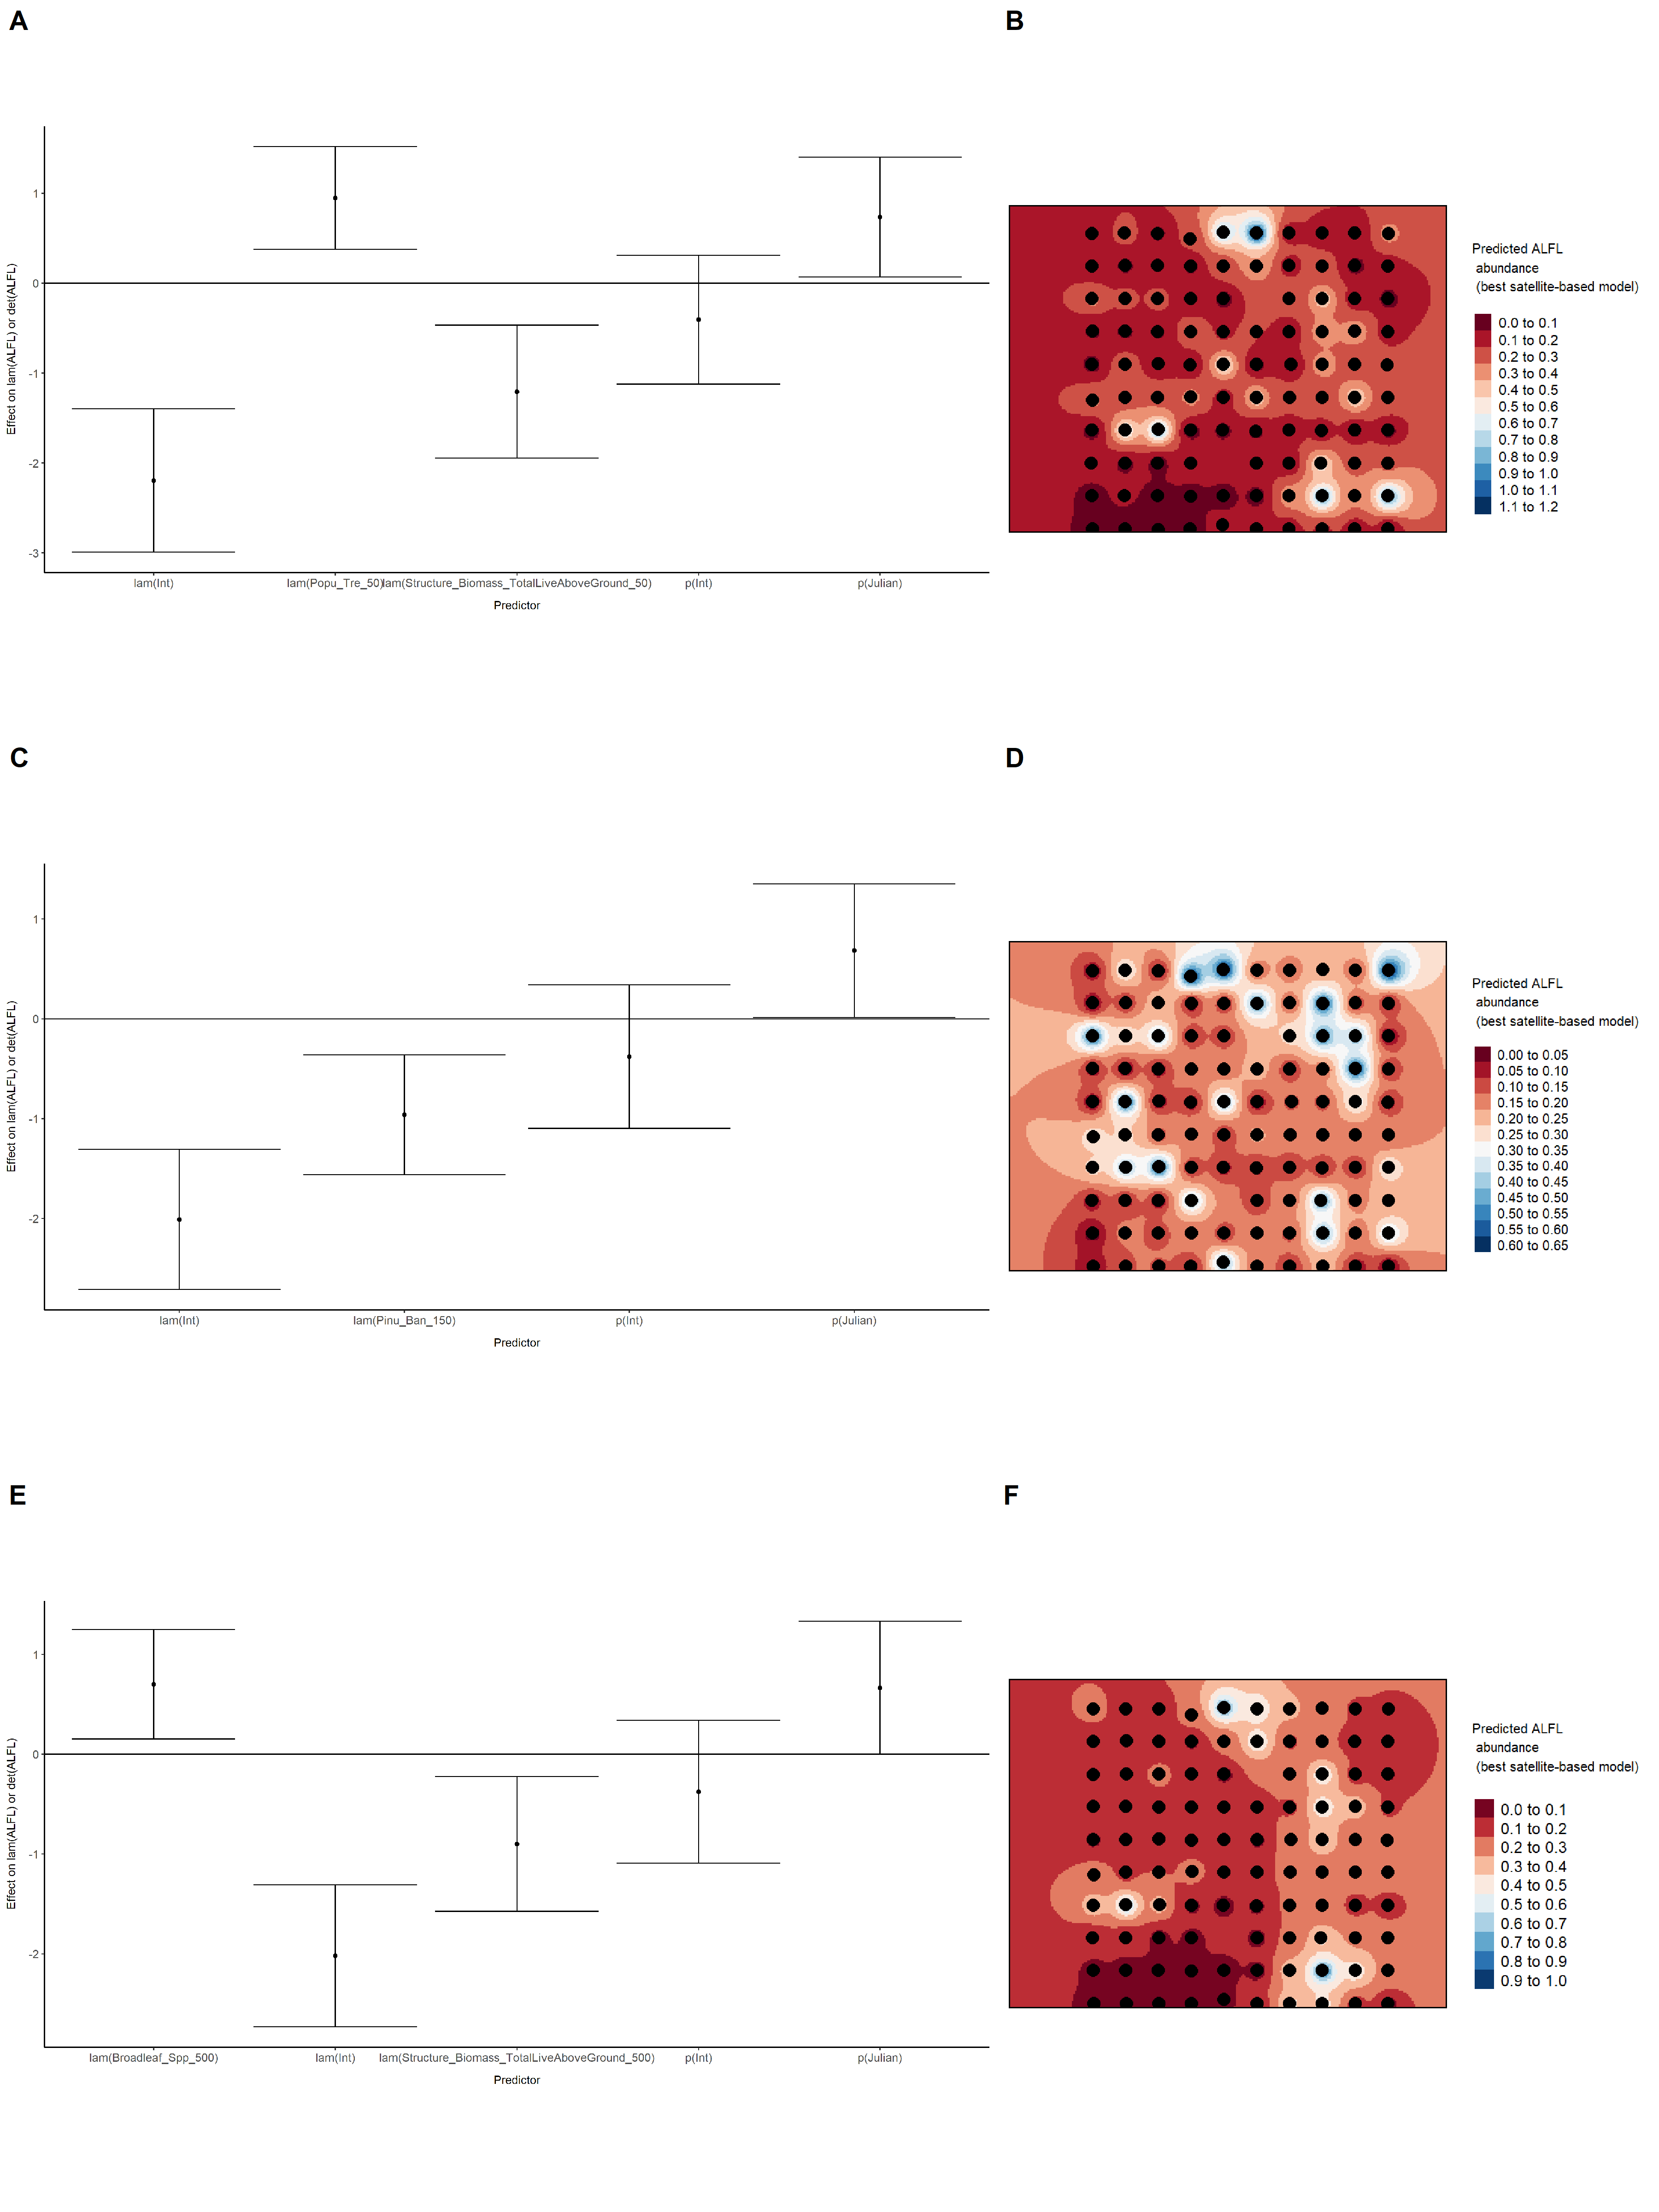 A
Effect on lam(ALFL) or det(ALFL)
1
0
-1
-2
-3
lam(Int)
lam(Popu_Tre_50)
lam(Structure_Biomass_TotalLiveAboveGround_50)
p(Int)
p(Julian)
Predictor
B
Predicted ALFL
abundance
(best satellite-based model)
0.0 to 0.1
0.1 to 0.2
0.2 to 0.3
0.3 to 0.4
0.4 to 0.5
0.5 to 0.6
0.6 to 0.7
0.7 to 0.8
0.8 to 0.9
0.9 to 1.0
1.0 to 1.1
1.1 to 1.2
C
Effect on lam(ALFL) or det(ALFL)
1
0
-1
-2
lam(Int)
lam(Pinu_Ban_150)
p(Int)
p(Julian)
Predictor
D
Predicted ALFL
abundance
(best satellite-based model)
0.00 to 0.05
0.05 to 0.10
0.10 to 0.15
0.15 to 0.20
0.20 to 0.25
0.25 to 0.30
0.30 to 0.35
0.35 to 0.40
0.40 to 0.45
0.45 to 0.50
0.50 to 0.55
0.55 to 0.60
0.60 to 0.65
E
Effect on lam(ALFL) or det(ALFL)
1
0
-1
-2
lam(Broadleaf_Spp_500)
lam(Int)
lam(Structure_Biomass_TotalLiveAboveGround_500)
p(Int)
p(Julian)
Predictor
F
Predicted ALFL
abundance
(best satellite-based model)
0.0 to 0.1
0.1 to 0.2
0.2 to 0.3
0.3 to 0.4
0.4 to 0.5
0.5 to 0.6
0.6 to 0.7
0.7 to 0.8
0.8 to 0.9
0.9 to 1.0